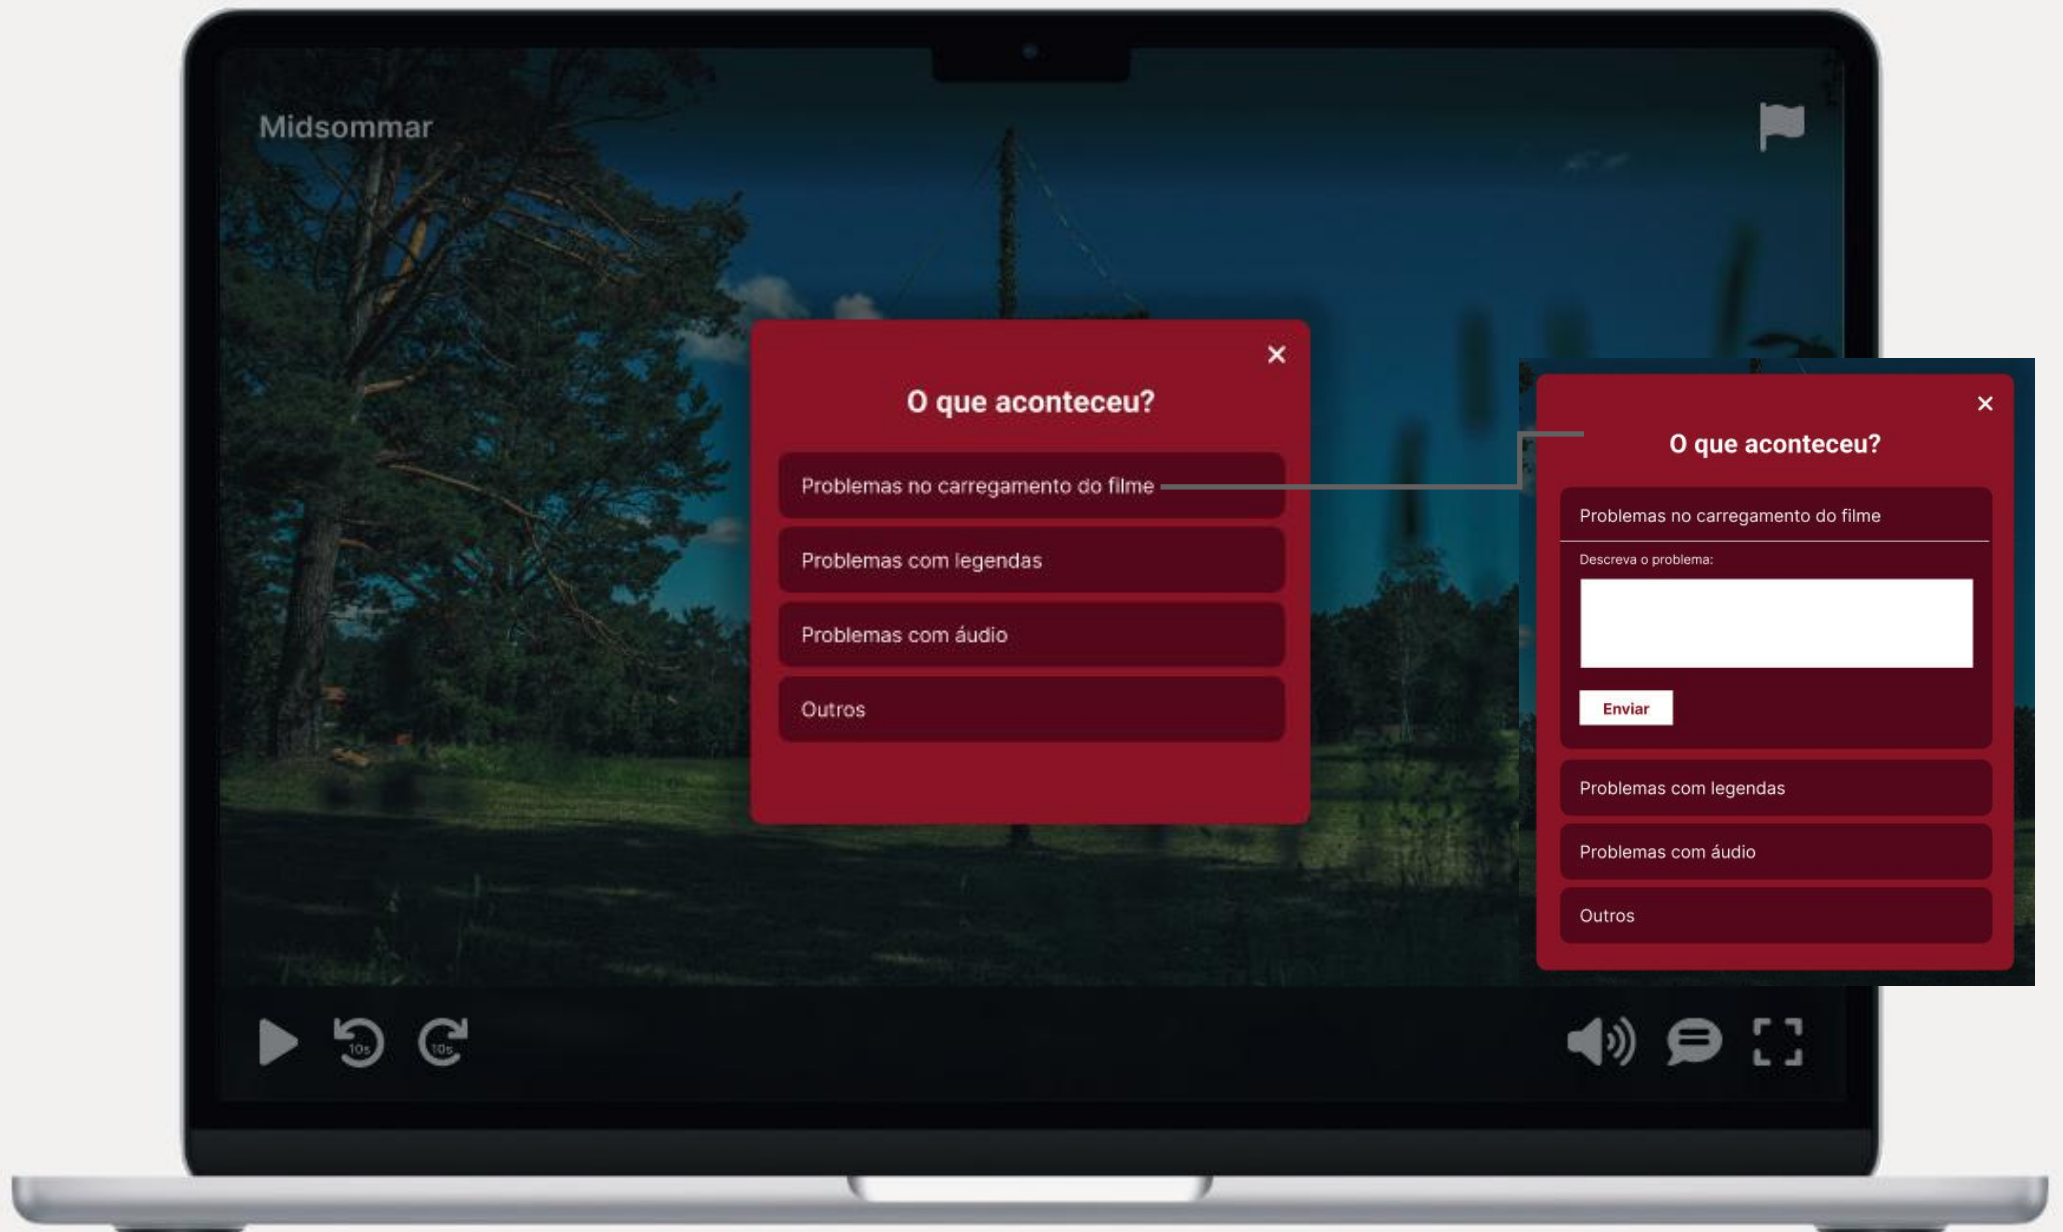 Midsommar
O que aconteceu?
Problemas no carregamento do filme
Problemas com legendas
Problemas com áudio
Outros
O que aconteceu?
Problemas no carregamento do filme
Descreva o problema:
Enviar
Problemas com legendas
Problemas com áudio
Outros
10s
10s